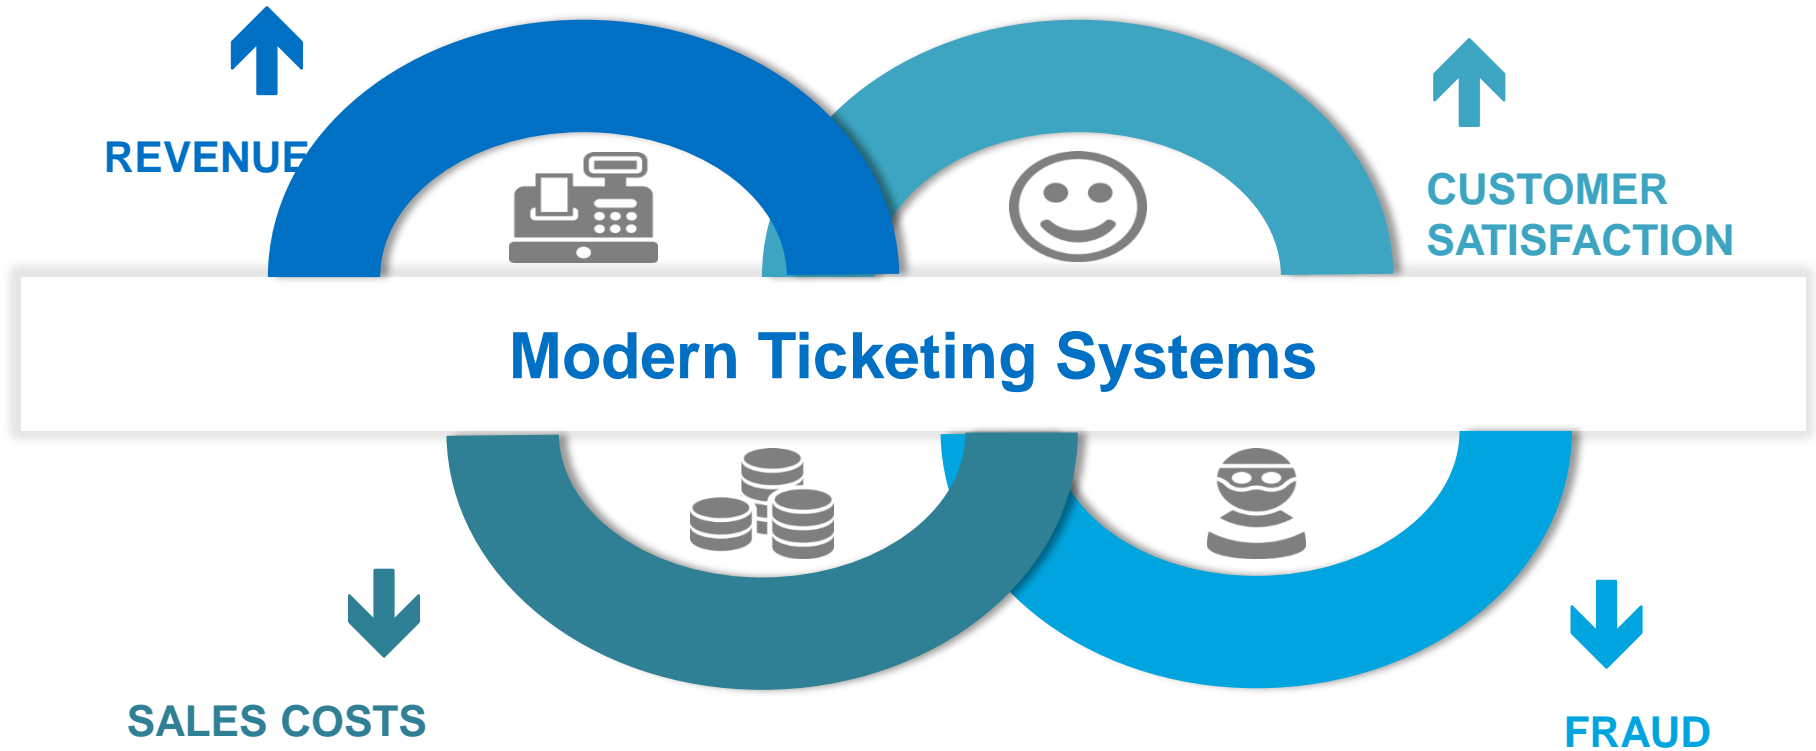 REVENUE
CUSTOMER
SATISFACTION
Modern Ticketing Systems
SALES COSTS
FRAUD